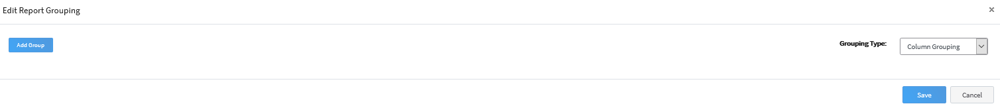 Edit Report Grouping
×
Add Group
Grouping Type:
Column Grouping
Save
Cancel